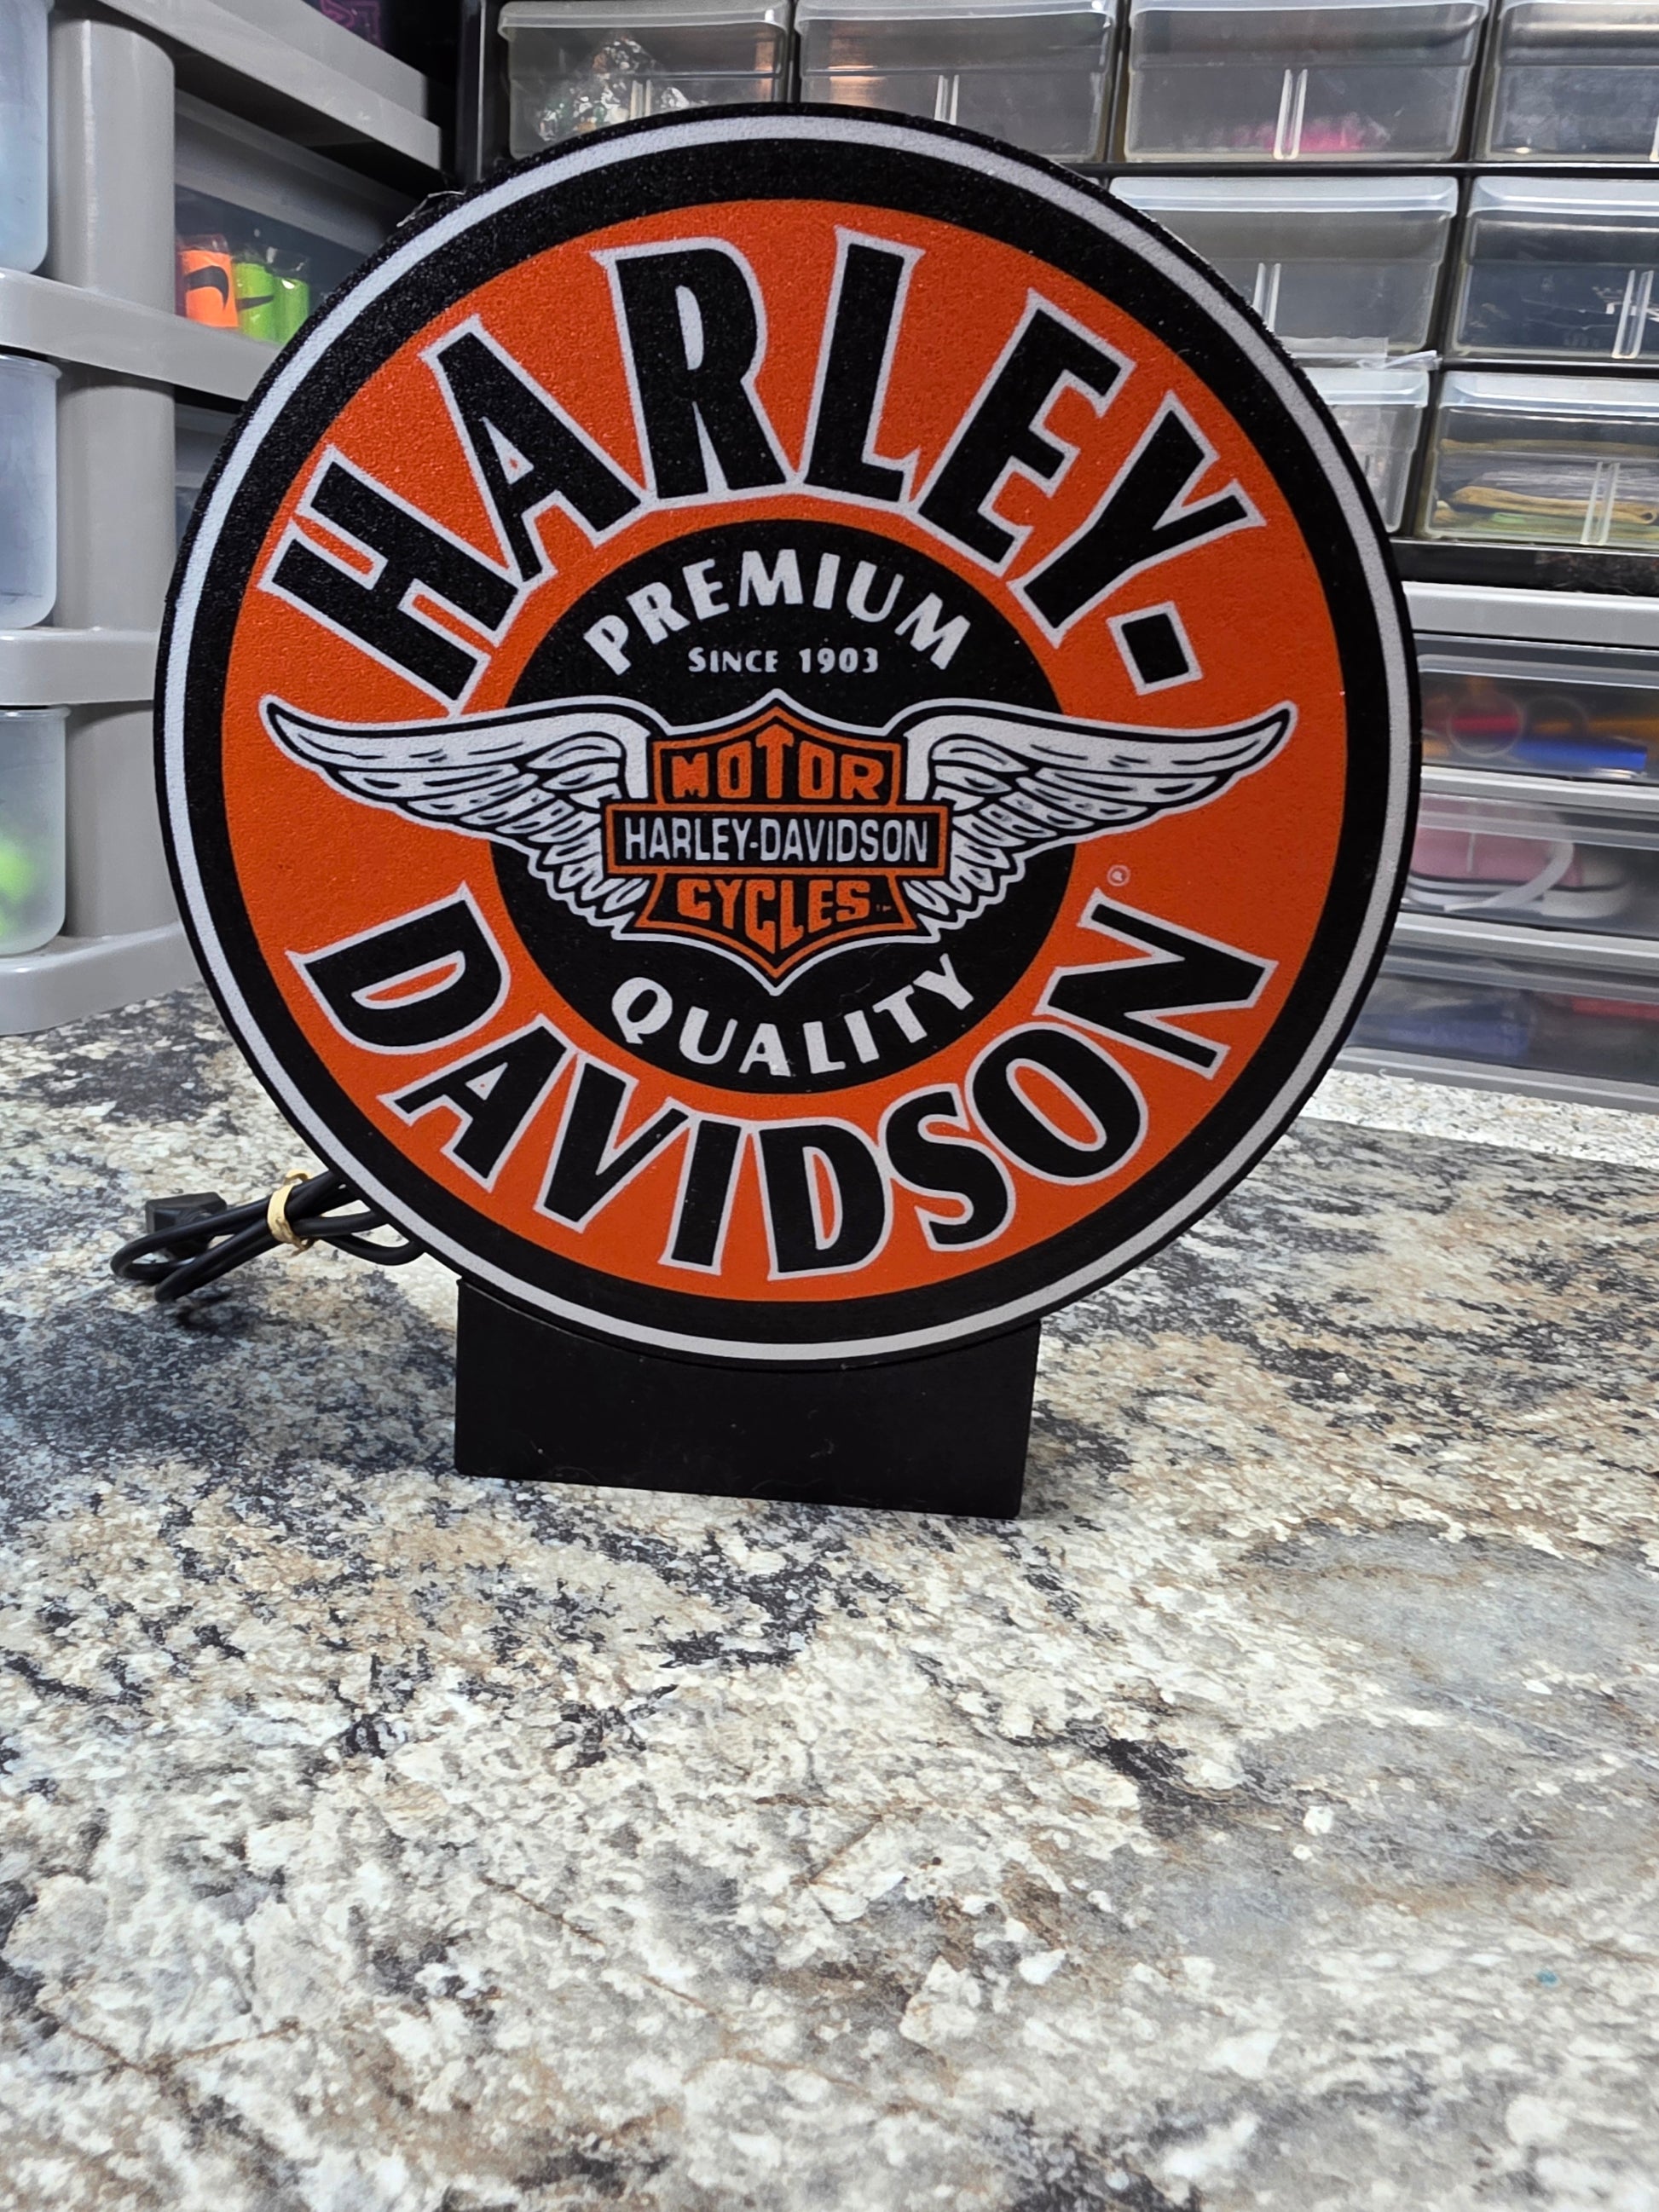 HARLEY-
PREMIUM
SINCE 1903
MOTOR
HARLEY-DAVIDSON
CYCLES
®
QUALITY
DAVIDSON